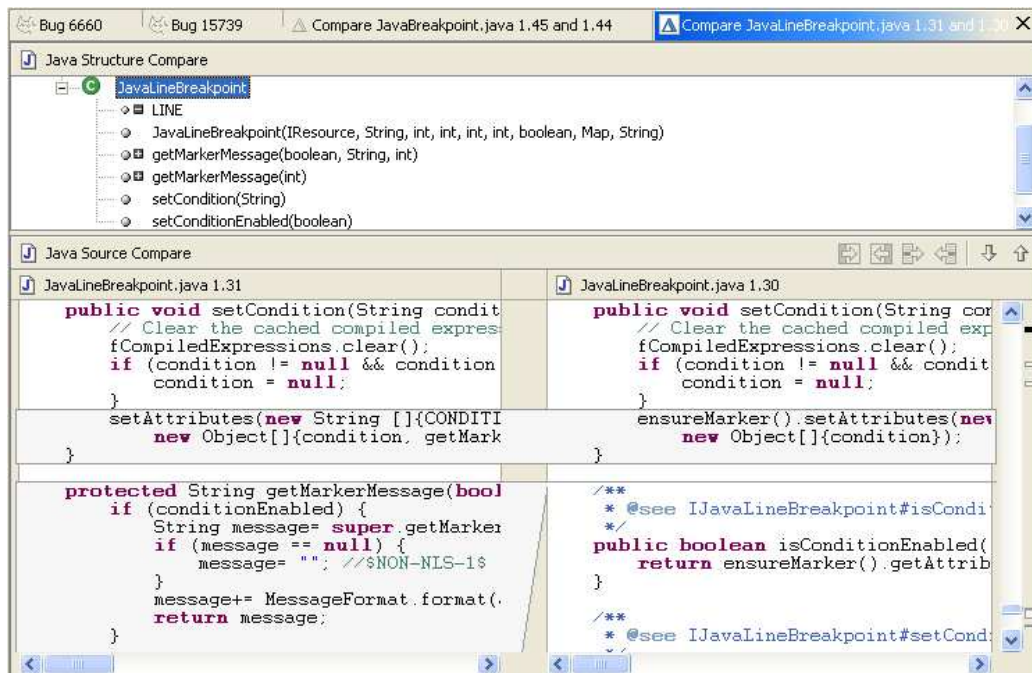 Bug 6660
Bug 15739
Compare JavaBreakpoint.java 1.45 and 1.44
Compare JavaLineBreakpoint.java 1.31 and 1.30
Java Structure Compare
JavaLineBreakpoint
LINE
JavaLineBreakpoint(IResource, String, int, int, int, int, boolean, Map, String)
getMarkerMessage(boolean, String, int)
getMarkerMessage(int)
setCondition(String)
setConditionEnabled(boolean)
Java Source Compare
JavaLineBreakpoint.java 1.31
public void setCondition(String condit
// Clear the cached compiled expres
fCompiledExpressions.clear();
if (condition != null && condition
condition = null;
}
setAttributes(new String []{CONDITI
new Object[]{condition, getMark
}
protected String getMarkerMessage(bool
if (conditionEnabled) {
String message= super.getMarker
if (message == null) {
message= ""; //$NON-NLS-1$
}
message+= MessageFormat.format(
return message;
}
JavaLineBreakpoint.java 1.30
public void setCondition(String con
// Clear the cached compiled exp
fCompiledExpressions.clear();
if (condition != null && condit
condition = null;
}
ensureMarker().setAttributes(new
new Object[]{condition});
}
/**
* @see IJavaLineBreakpoint#isCondi
*/
public boolean isConditionEnabled(
return ensureMarker().getAttrib
}
/**
* @see IJavaLineBreakpoint#setCond
*/